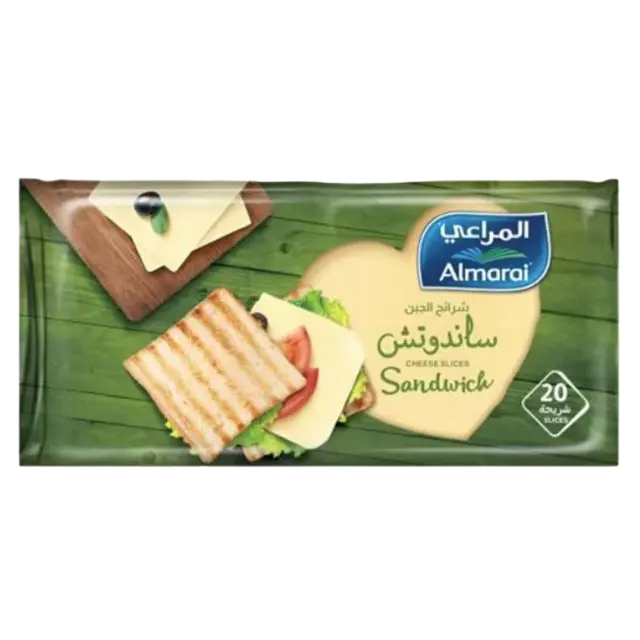 المراعي
Almarai
شرائح الجبن
ساندوتش
CHEESE SLICES
Sandwich
20
شريحة
SLICES